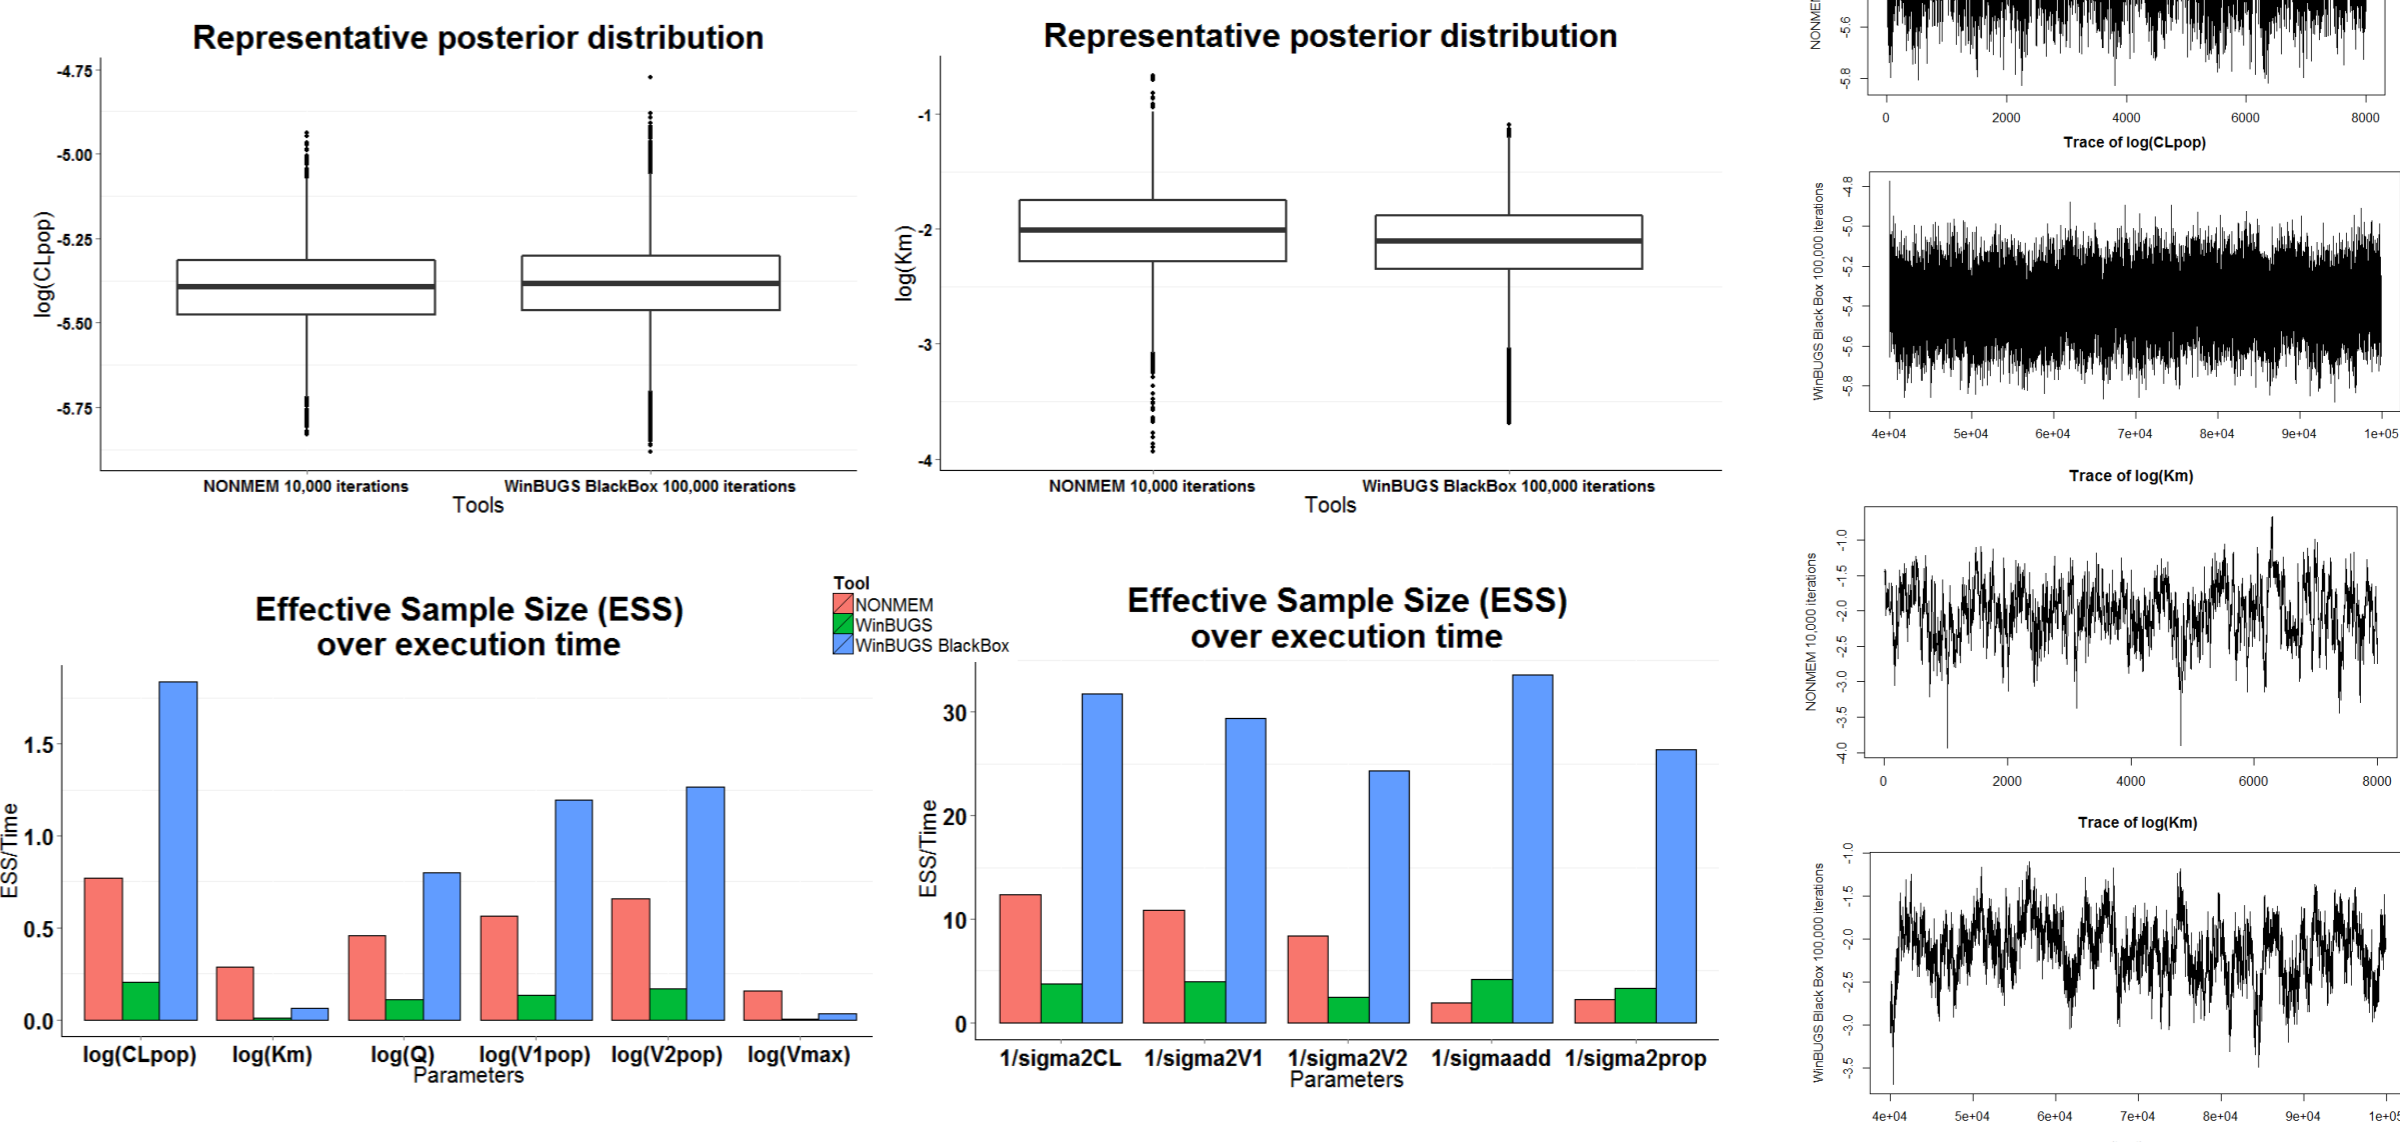 Representative posterior distribution
-4.75
-5.00
-5.25
-5.50
-5.75
log(CLpop)
NONMEM 10,000 iterations
WinBUGS BlackBox 100,000 iterations
Tools
Representative posterior distribution
-1
-2
-3
-4
log(Km)
NONMEM 10,000 iterations
WinBUGS BlackBox 100,000 iterations
Tools
Effective Sample Size (ESS)
over execution time
1.5
1.0
0.5
0.0
ESS/Time
log(CLpop) log(Km) log(Q) log(V1pop) log(V2pop) log(Vmax)
Parameters
Tool
NONMEM
WinBUGS
WinBUGS BlackBox
Effective Sample Size (ESS)
over execution time
30
20
10
0
ESS/Time
1/sigma2CL 1/sigma2V1 1/sigma2V2 1/sigmaadd 1/sigma2prop
Parameters
NONMEM
-5.6
-5.8
0 2000 4000 6000 8000
Trace of log(CLpop)
WinBUGS Black Box 100,000 iterations
-4.8
-5.0
-5.2
-5.4
-5.6
-5.8
4e+04 5e+04 6e+04 7e+04 8e+04 9e+04 1e+05
Trace of log(Km)
NONMEM 10,000 iterations
-1.0
-1.5
-2.0
-2.5
-3.0
-3.5
-4.0
0 2000 4000 6000 8000
Trace of log(Km)
WinBUGS Black Box 100,000 iterations
-1.0
-1.5
-2.0
-2.5
-3.0
-3.5
4e+04 5e+04 6e+04 7e+04 8e+04 9e+04 1e+05